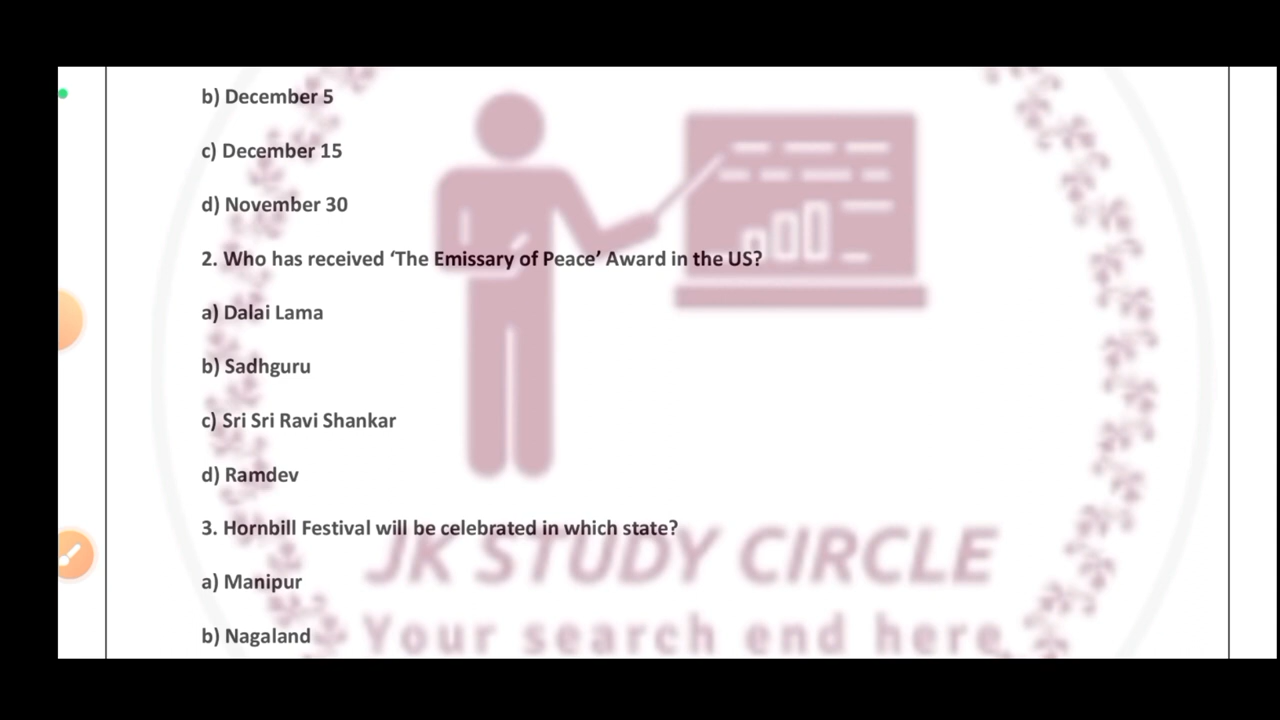 b) December 5
c) December 15
d) November 30
2. Who has received ‘The Emissary of Peace’ Award in the US?
a) Dalai Lama
b) Sadhguru
c) Sri Sri Ravi Shankar
d) Ramdev
3. Hornbill Festival will be celebrated in which state?
JK STUDY CIRCLE
a) Manipur
b) Nagaland
Your search end here